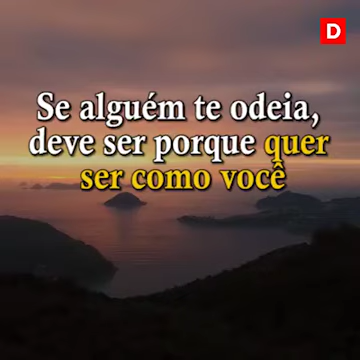 D
Se alguém te odeia,
deve ser porque quer
ser como você